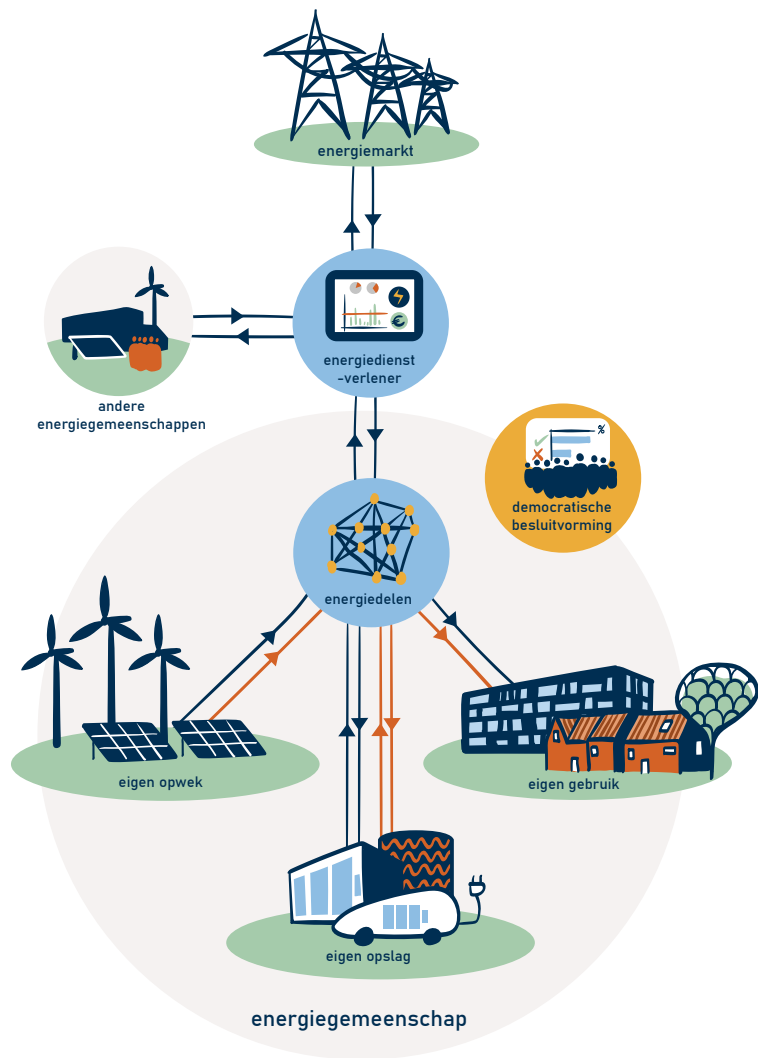 energiemarkt
energiedienst
-verlener
andere
energiegemeenschappen
%
€
democratische
besluitvorming
energiedelen
eigen opwek
eigen gebruik
eigen opslag
energiegemeenschap